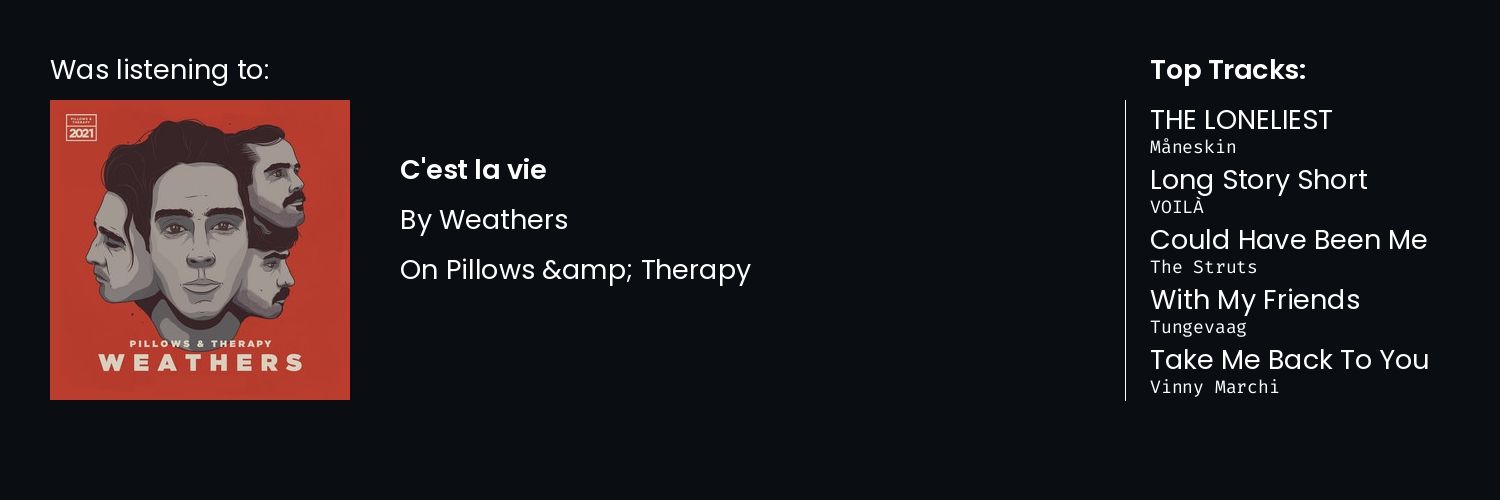 Was listening to:
PILLOWS &
THERAPY
2021
PILLOWS & THERAPY
WEATHERS
C'est la vie
By Weathers
On Pillows &amp; Therapy
Top Tracks:
THE LONELIEST
Måneskin
Long Story Short
VOILÀ
Could Have Been Me
The Struts
With My Friends
Tungevaag
Take Me Back To You
Vinny Marchi